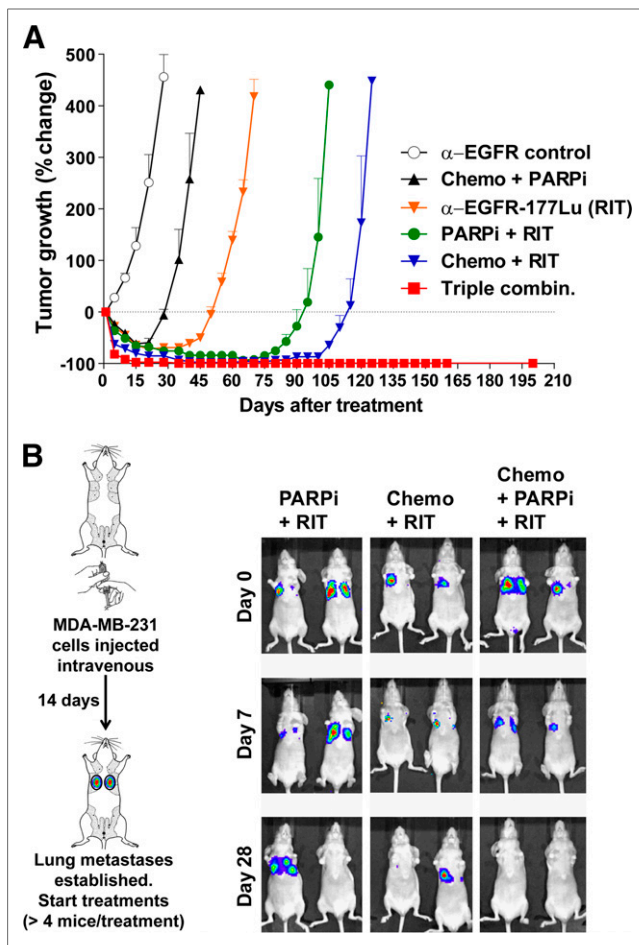 A
500
400
300
200
100
0
-100
Tumor growth (% change)
0 15 30 45 60 75 90 105 120 135 150 165 180 195 210
Days after treatment
α–EGFR control
Chemo + PARPi
α–EGFR-177Lu (RIT)
PARPi + RIT
Chemo + RIT
Triple combin.
B
MDA-MB-231
cells injected
intravenous
14 days
Lung metastases
established.
Start treatments
(> 4 mice/treatment)
PARPi
+ RIT
Chemo
+ RIT
Chemo
+ PARPi
+ RIT
Day 0
Day 7
Day 28